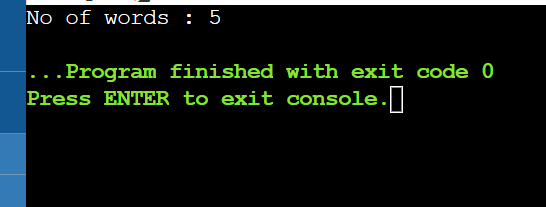 No of words : 5
...Program finished with exit code 0
Press ENTER to exit console.